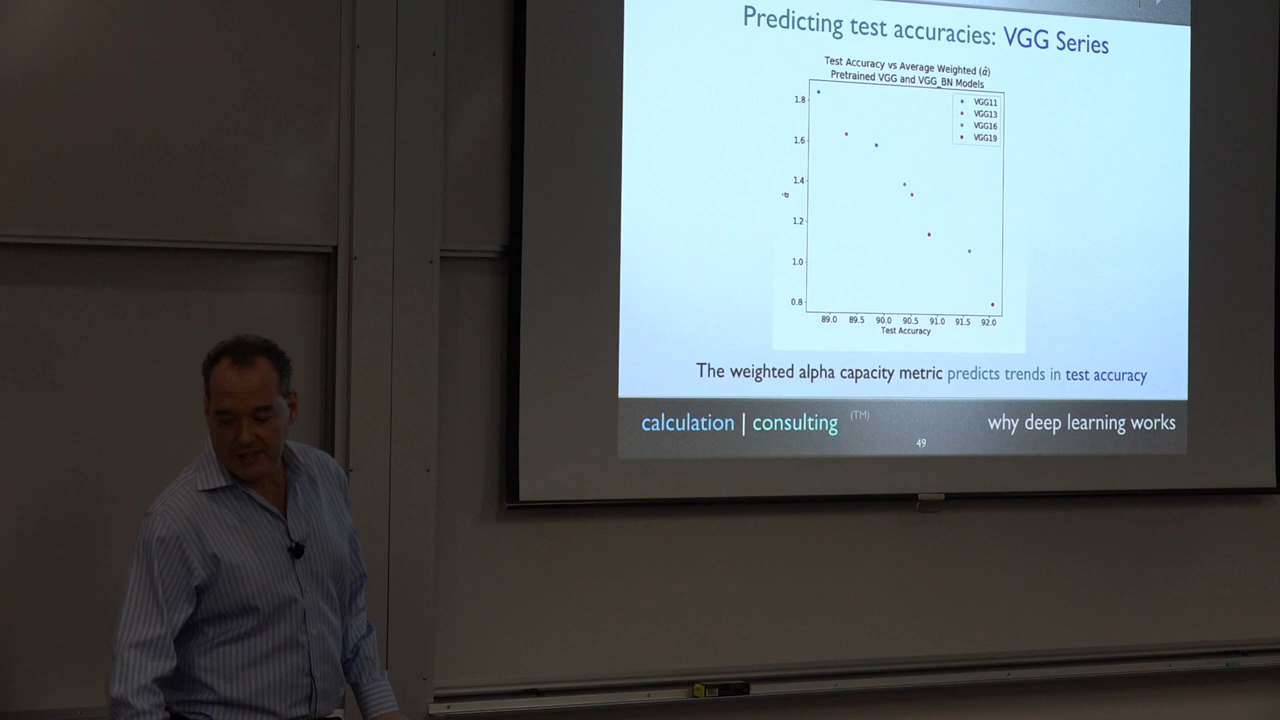 Predicting test accuracies: VGG Series
Test Accuracy vs Average Weighted (α̂)
Pretrained VGG and VGG_BN Models
VGG11
VGG13
VGG16
VGG19
1.8
1.6
1.4
1.2
1.0
0.8
α̂
89.0 89.5 90.0 90.5 91.0 91.5 92.0
Test Accuracy
The weighted alpha capacity metric predicts trends in test accuracy
calculation | consulting (TM)
why deep learning works
49